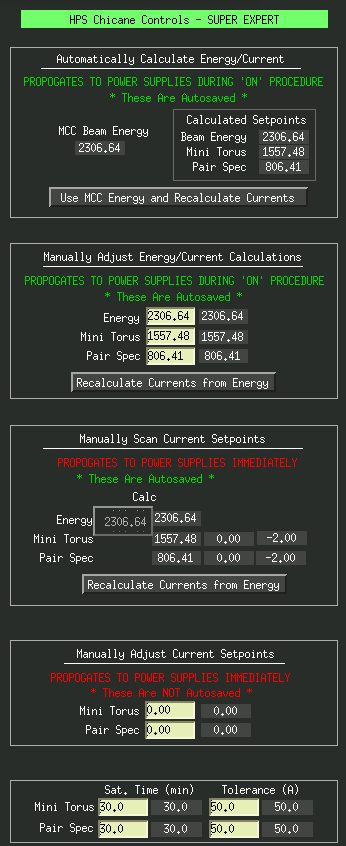 HPS Chicane Controls - SUPER EXPERT
Automatically Calculate Energy/Current
PROPOGATES TO POWER SUPPLIES DURING 'ON' PROCEDURE
* These Are Autosaved *
MCC Beam Energy
2306.64
Calculated Setpoints
Beam Energy 2306.64
Mini Torus 1557.48
Pair Spec 806.41
Use MCC Energy and Recalculate Currents
Manually Adjust Energy/Current Calculations
PROPOGATES TO POWER SUPPLIES DURING 'ON' PROCEDURE
* These Are Autosaved *
Energy 2306.64 2306.64
Mini Torus 1557.48 1557.48
Pair Spec 806.41 806.41
Recalculate Currents from Energy
Manually Scan Current Setpoints
PROPOGATES TO POWER SUPPLIES IMMEDIATELY
* These Are Autosaved *
Calc
Energy 2306.64 2306.64
Mini Torus 1557.48 0.00 -2.00
Pair Spec 806.41 0.00 -2.00
Recalculate Currents from Energy
Manually Adjust Current Setpoints
PROPOGATES TO POWER SUPPLIES IMMEDIATELY
* These Are NOT Autosaved *
Mini Torus 0.00 0.00
Pair Spec 0.00 0.00
Sat. Time (min) Tolerance (A)
Mini Torus 30.0 30.0 50.0 50.0
Pair Spec 30.0 30.0 50.0 50.0